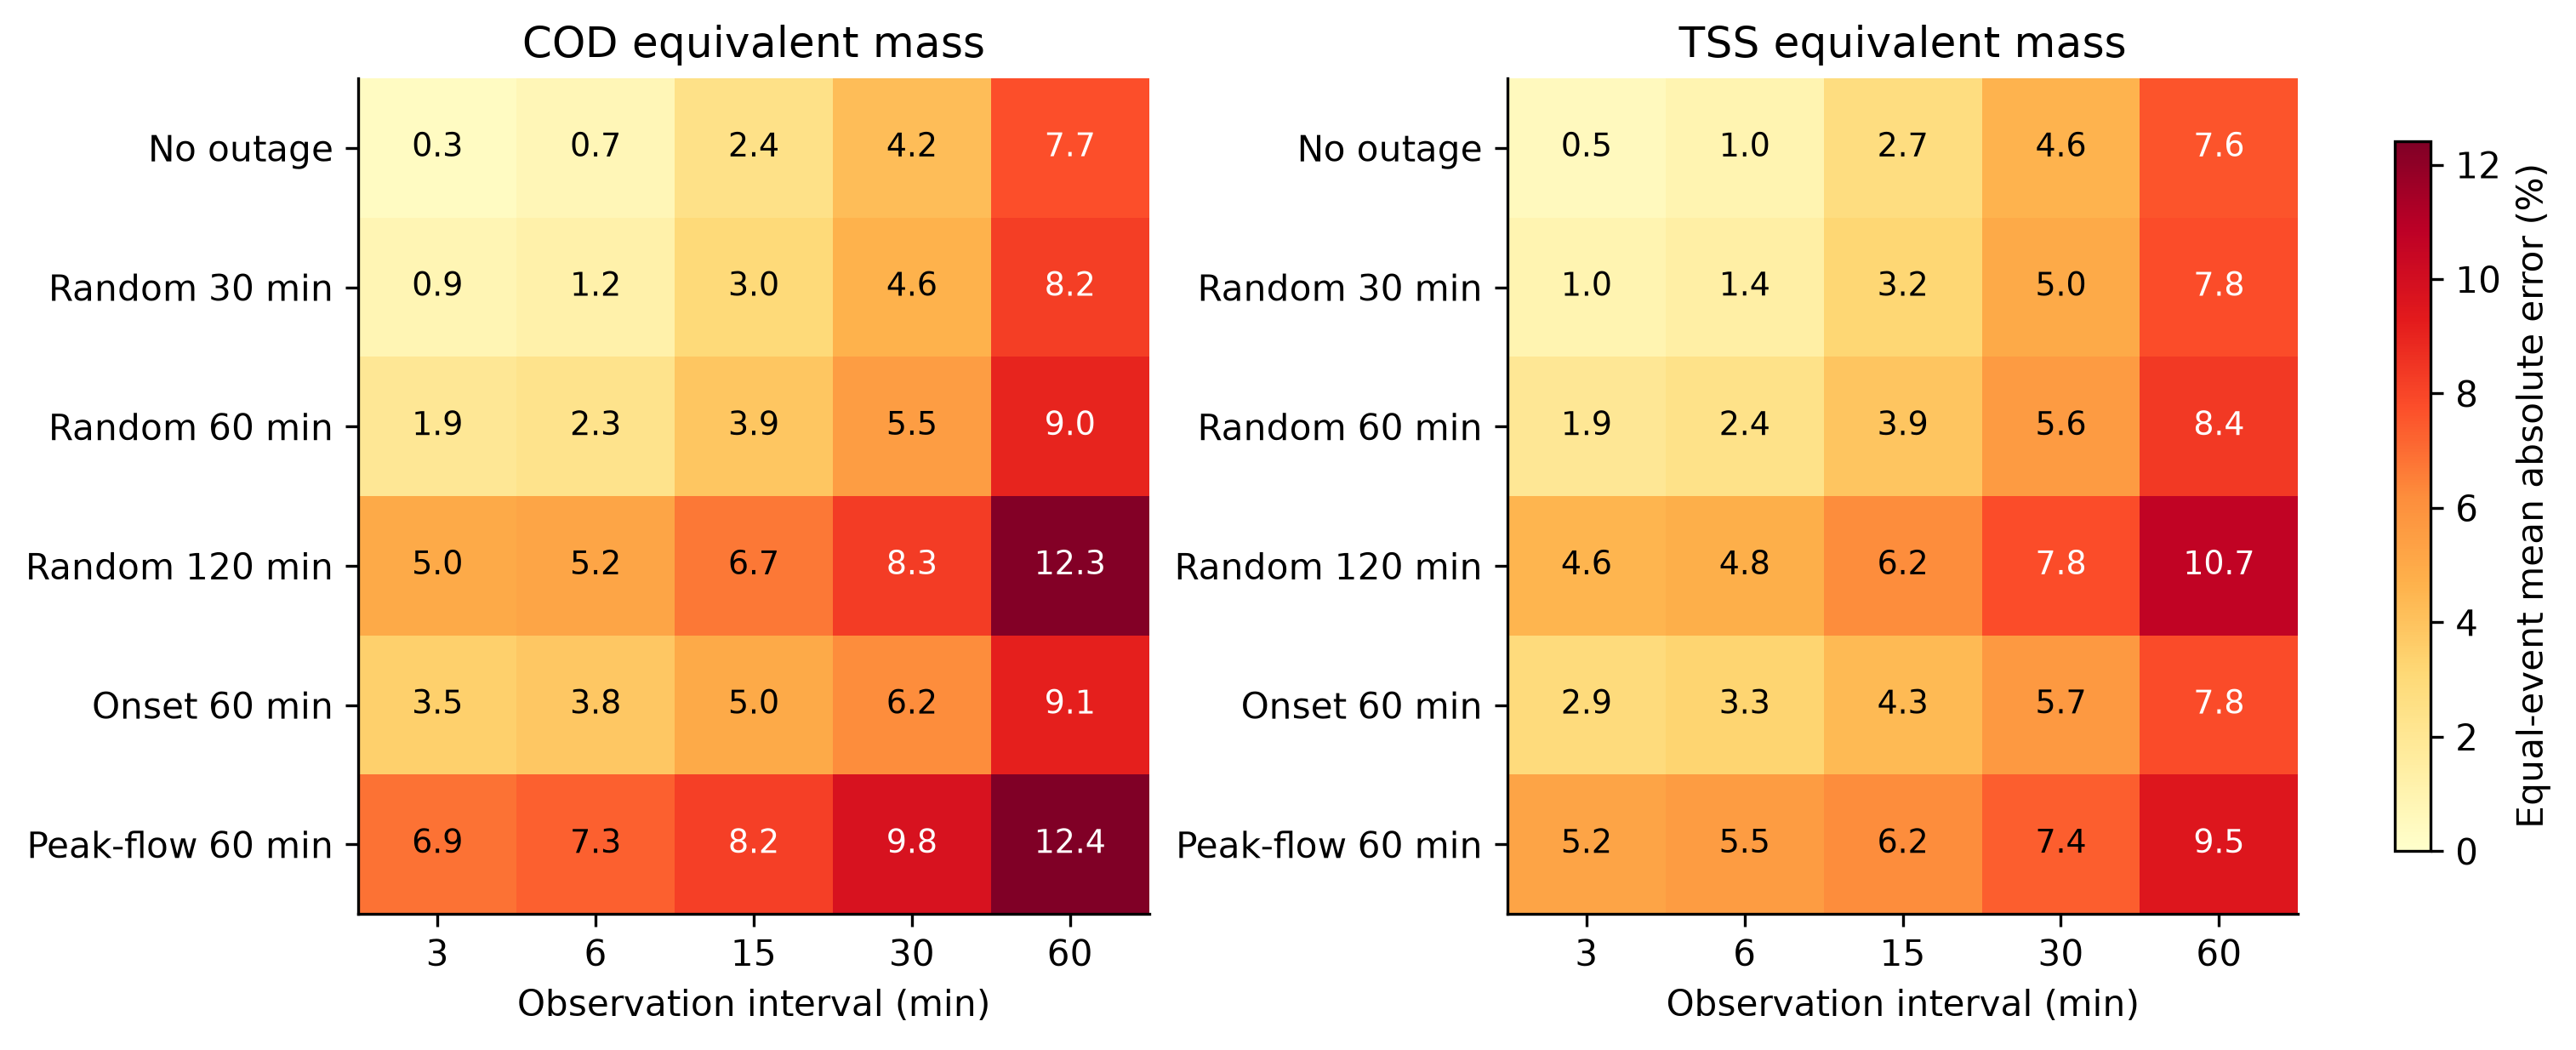 COD equivalent mass
No outage 0.3 0.7 2.4 4.2 7.7
Random 30 min 0.9 1.2 3.0 4.6 8.2
Random 60 min 1.9 2.3 3.9 5.5 9.0
Random 120 min 5.0 5.2 6.7 8.3 12.3
Onset 60 min 3.5 3.8 5.0 6.2 9.1
Peak-flow 60 min 6.9 7.3 8.2 9.8 12.4
3 6 15 30 60
Observation interval (min)
TSS equivalent mass
No outage 0.5 1.0 2.7 4.6 7.6
Random 30 min 1.0 1.4 3.2 5.0 7.8
Random 60 min 1.9 2.4 3.9 5.6 8.4
Random 120 min 4.6 4.8 6.2 7.8 10.7
Onset 60 min 2.9 3.3 4.3 5.7 7.8
Peak-flow 60 min 5.2 5.5 6.2 7.4 9.5
3 6 15 30 60
Observation interval (min)
12
10
8
6
4
2
0
Equal-event mean absolute error (%)